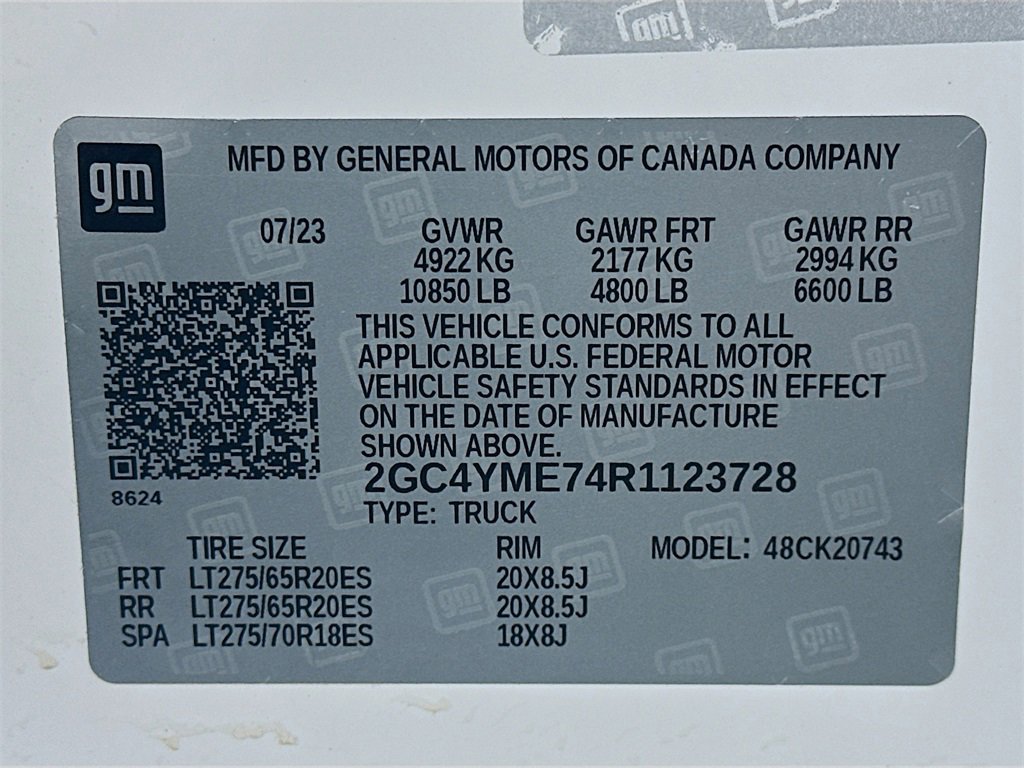 gm
gm MFD BY GENERAL MOTORS OF CANADA COMPANY
07/23 GVWR GAWR FRT GAWR RR
4922 KG 2177 KG 2994 KG
10850 LB 4800 LB 6600 LB
THIS VEHICLE CONFORMS TO ALL
APPLICABLE U.S. FEDERAL MOTOR
VEHICLE SAFETY STANDARDS IN EFFECT
ON THE DATE OF MANUFACTURE
SHOWN ABOVE.
2GC4YME74R1123728
8624
TYPE: TRUCK
TIRE SIZE RIM MODEL: 48CK20743
FRT LT275/65R20ES 20X8.5J
RR LT275/65R20ES 20X8.5J
SPA LT275/70R18ES 18X8J